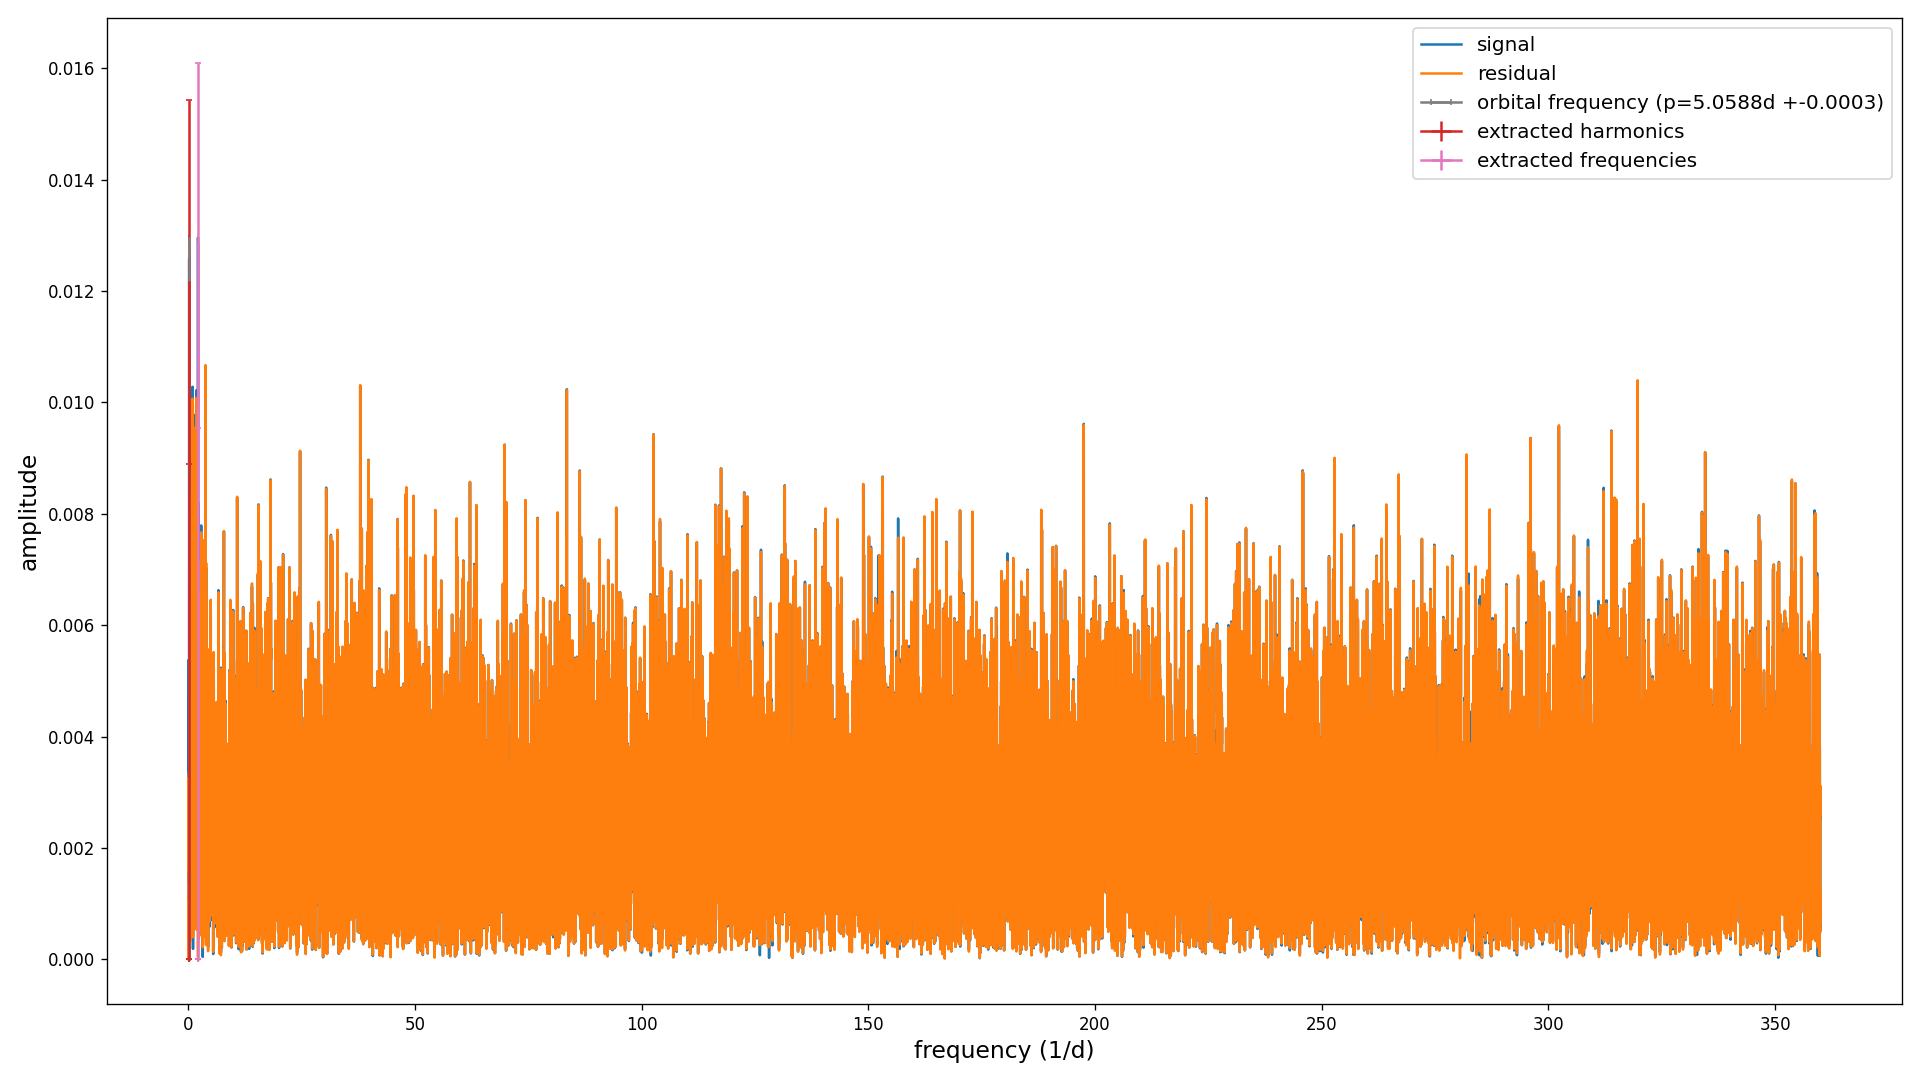 signal
residual
orbital frequency (p=5.0588d +-0.0003)
extracted harmonics
extracted frequencies
0.016
0.014
0.012
0.010
0.008
0.006
0.004
0.002
0.000
amplitude
0 50 100 150 200 250 300 350
frequency (1/d)